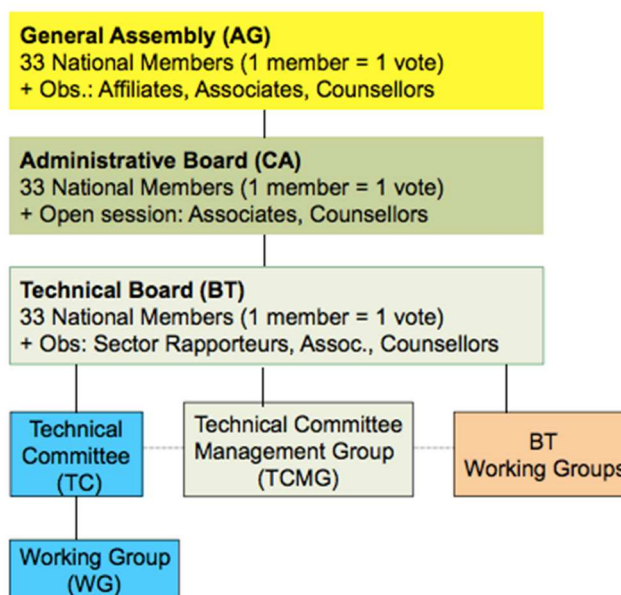 General Assembly (AG)
33 National Members (1 member = 1 vote)
+ Obs.: Affiliates, Associates, Counsellors
Administrative Board (CA)
33 National Members (1 member = 1 vote)
+ Open session: Associates, Counsellors
Technical Board (BT)
33 National Members (1 member = 1 vote)
+ Obs: Sector Rapporteurs, Assoc., Counsellors
Technical
Committee
(TC)
Technical Committee
Management Group
(TCMG)
BT
Working Groups
Working Group
(WG)